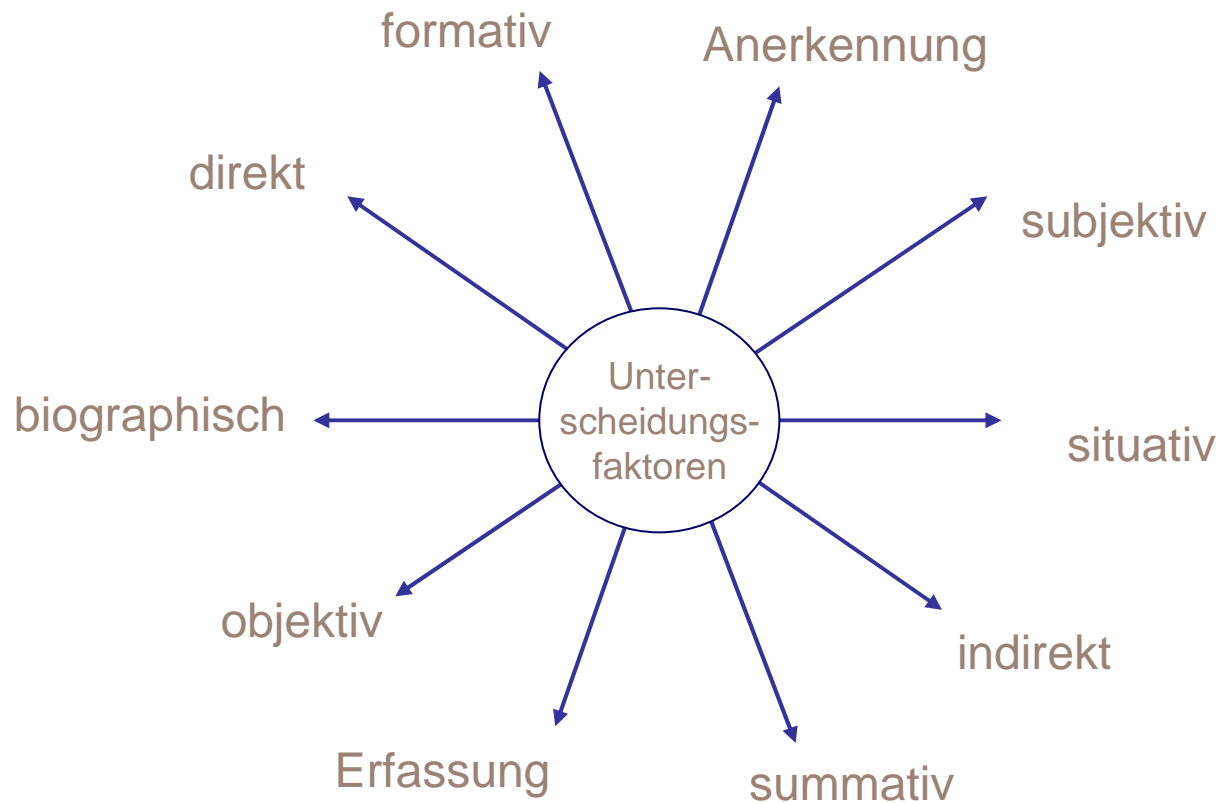 formativ
Anerkennung
direkt
subjektiv
Unter-
scheidungs-
faktoren
biographisch
situativ
objektiv
indirekt
Erfassung
summativ